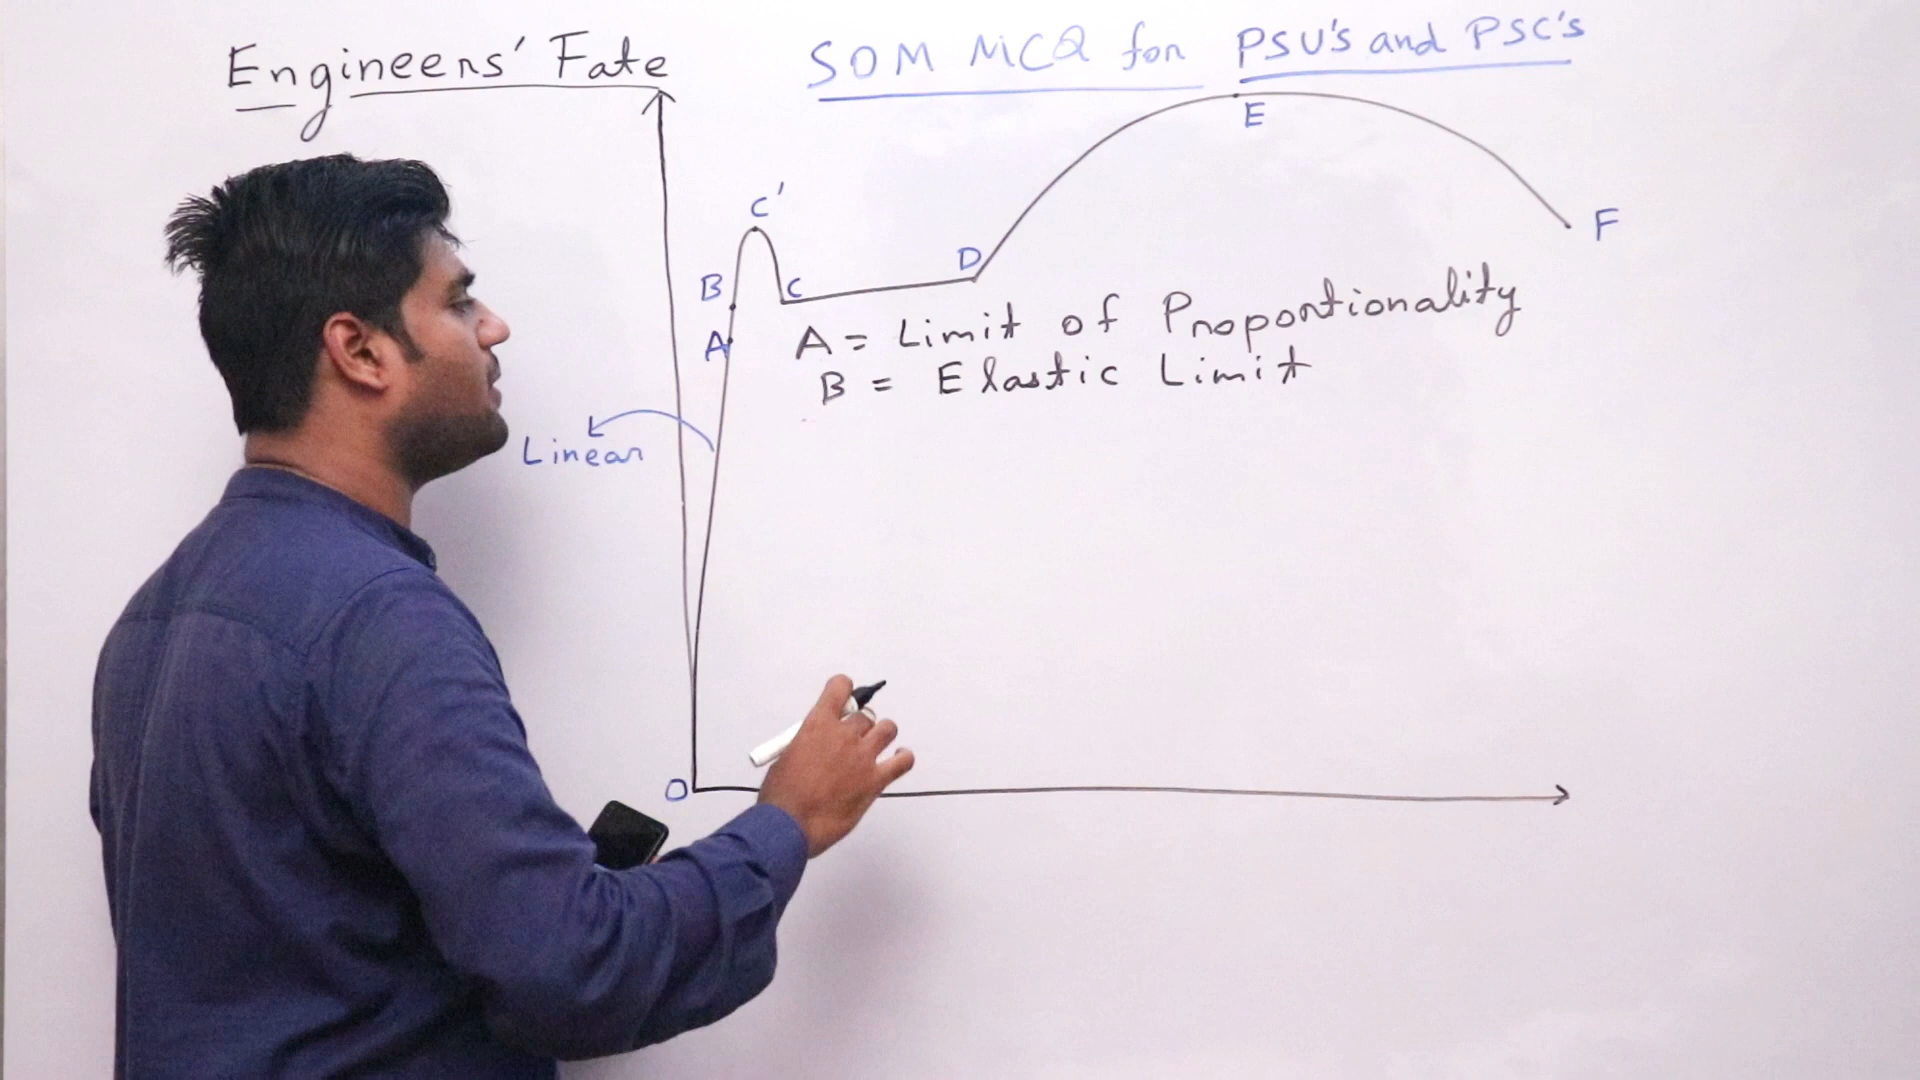 Engineers' Fate
SOM MCQ for PSU's and PSC's
E
C'
F
D
B
C
A
A = Limit of Proportionality
B = Elastic Limit
Linear
O